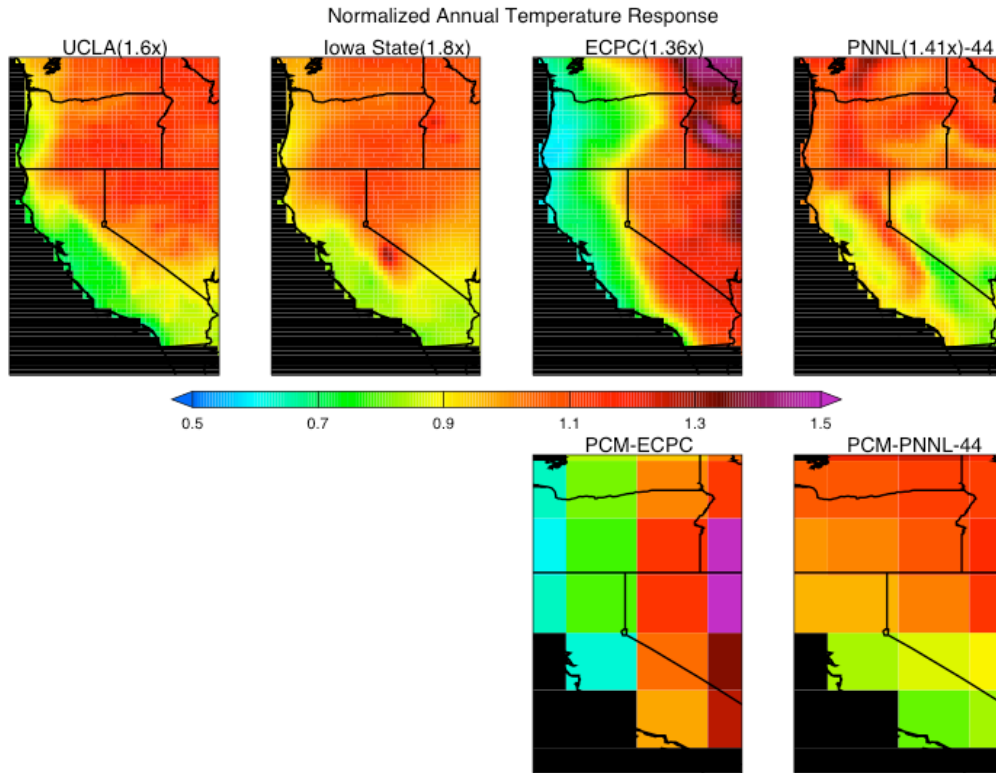 Normalized Annual Temperature Response
UCLA(1.6x) Iowa State(1.8x) ECPC(1.36x) PNNL(1.41x)-44
0.5 0.7 0.9 1.1 1.3 1.5
PCM-ECPC PCM-PNNL-44